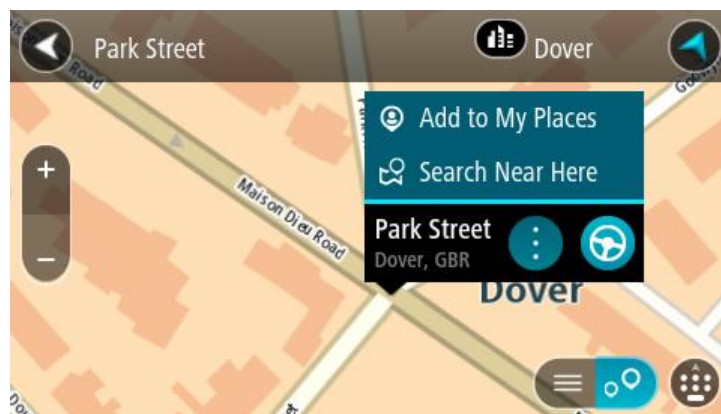 Park Street
Dover
Add to My Places
Search Near Here
Park Street
Dover, GBR
Maison Dieu Road
Dover